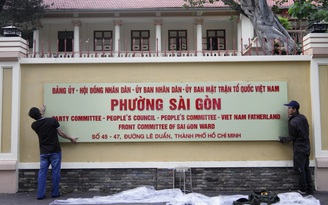 ĐẢNG ỦY - HỘI ĐỒNG NHÂN DÂN - ỦY BAN NHÂN DÂN - ỦY BAN MẶT TRẬN TỔ QUỐC VIỆT NAM
PHƯỜNG SÀI GÒN
PARTY COMMITTEE - PEOPLE'S COUNCIL - PEOPLE'S COMMITTEE - VIET NAM FATHERLAND
FRONT COMMITTEE OF SAI GON WARD
SỐ 45 - 47, ĐƯỜNG LÊ DUẨN, THÀNH PHỐ HỒ CHÍ MINH